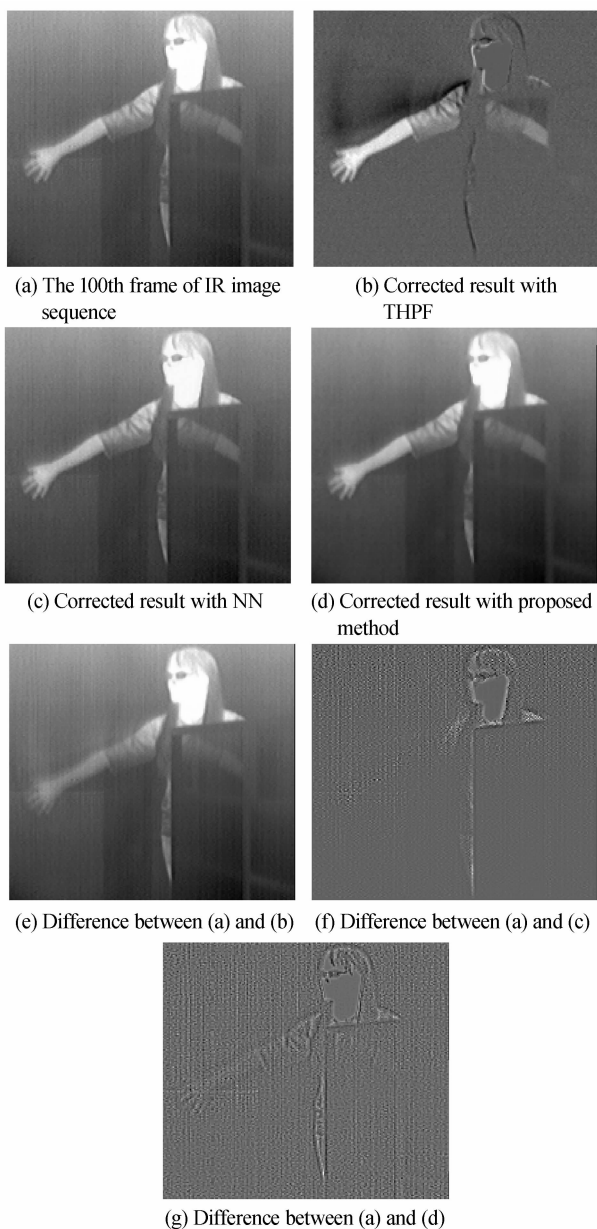 (a) The 100th frame of IR image
sequence
(b) Corrected result with
THPF
(c) Corrected result with NN
(d) Corrected result with proposed
method
(e) Difference between (a) and (b)
(f) Difference between (a) and (c)
(g) Difference between (a) and (d)